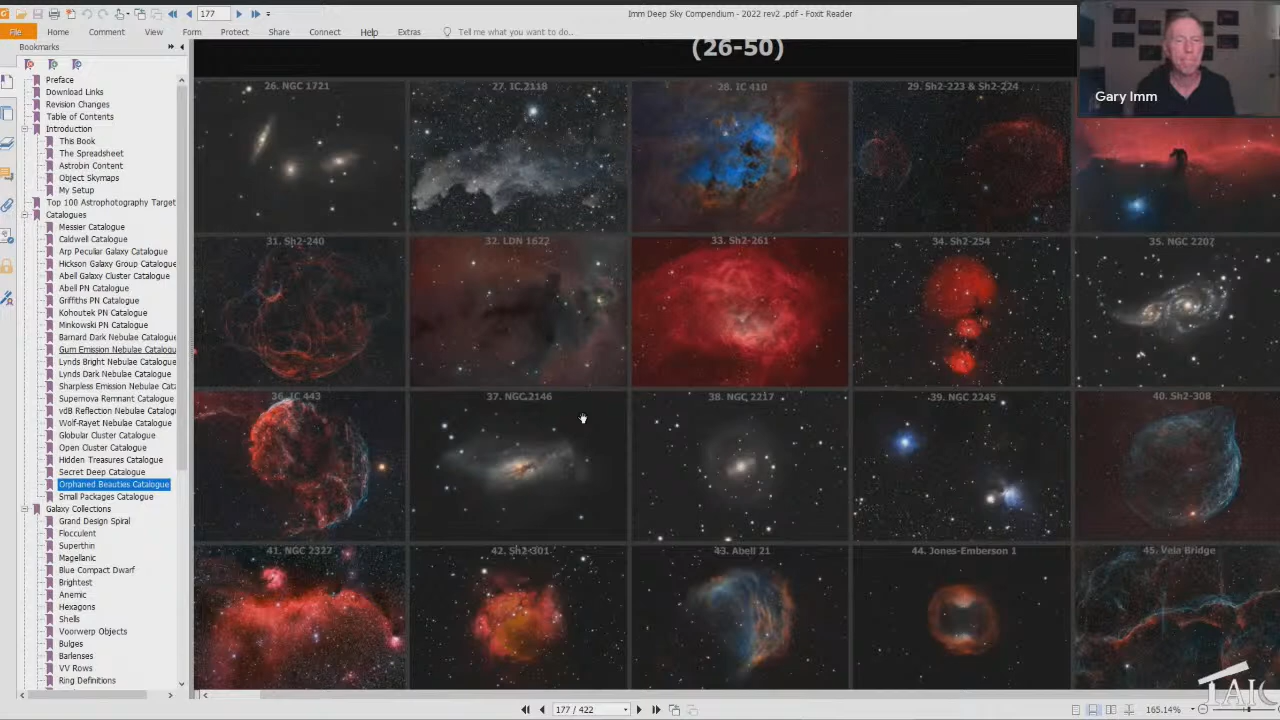 177
Imm Deep Sky Compendium - 2022 rev2 .pdf - Foxit Reader
File Home Comment View Form Protect Share Connect Help Extras Tell me what you want to do..
Bookmarks
Preface
Download Links
Revision Changes
Table of Contents
Introduction
This Book
The Spreadsheet
Astrobin Content
Object Skymaps
My Setup
Top 100 Astrophotography Target
Catalogues
Messier Catalogue
Caldwell Catalogue
Arp Peculiar Galaxy Catalogue
Hickson Galaxy Group Catalogue
Abell Galaxy Cluster Catalogue
Abell PN Catalogue
Griffiths PN Catalogue
Kohoutek PN Catalogue
Minkowski PN Catalogue
Barnard Dark Nebulae Catalogue
Gum Emission Nebulae Catalogu
Lynds Bright Nebulae Catalogue
Lynds Dark Nebulae Catalogue
Sharpless Emission Nebulae Cata
Supernova Remnant Catalogue
vdB Reflection Nebulae Catalogu
Wolf-Rayet Nebulae Catalogue
Globular Cluster Catalogue
Open Cluster Catalogue
Hidden Treasures Catalogue
Secret Deep Catalogue
Orphaned Beauties Catalogue
Small Packages Catalogue
Galaxy Collections
Grand Design Spiral
Flocculent
Superthin
Magellanic
Blue Compact Dwarf
Brightest
Anemic
Hexagons
Shells
Voorwerp Objects
Bulges
Barlenses
VV Rows
Ring Definitions
(26-50)
Gary Imm
26. NGC 1721 27. IC 2118 28. IC 410 29. Sh2-223 & Sh2-224
31. Sh2-240 32. LDN 1622 33. Sh2-261 34. Sh2-254 35. NGC 2207
36. IC 443 37. NGC 2146 38. NGC 2217 39. NGC 2245 40. Sh2-308
41. NGC 2327 42. Sh2-301 43. Abell 21 44. Jones-Emberson 1 45. Vela Bridge
TAIC
177 / 422
165.14%